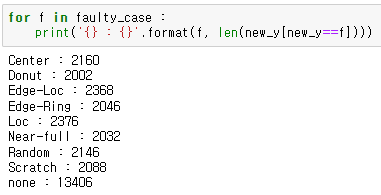 for f in faulty_case :
    print('{} : {}'.format(f, len(new_y[new_y==f])))
Center : 2160
Donut : 2002
Edge-Loc : 2368
Edge-Ring : 2046
Loc : 2376
Near-full : 2032
Random : 2146
Scratch : 2088
none : 13406